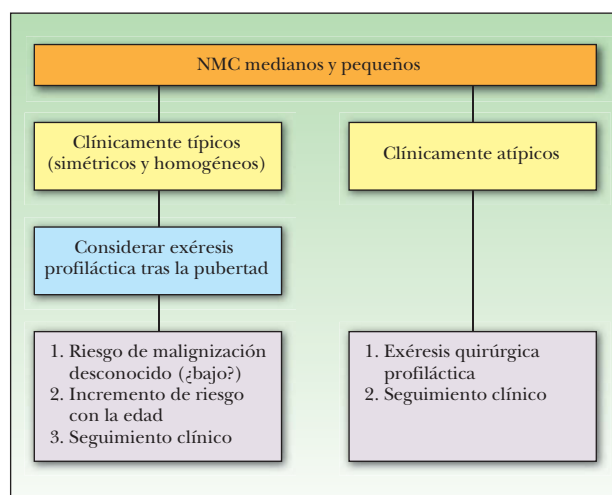 NMC medianos y pequeños
Clínicamente típicos
(simétricos y homogéneos)
Clínicamente atípicos
Considerar exéresis
profiláctica tras la pubertad
1. Riesgo de malignización
desconocido (¿bajo?)
2. Incremento de riesgo
con la edad
3. Seguimiento clínico
1. Exéresis quirúrgica
profiláctica
2. Seguimiento clínico